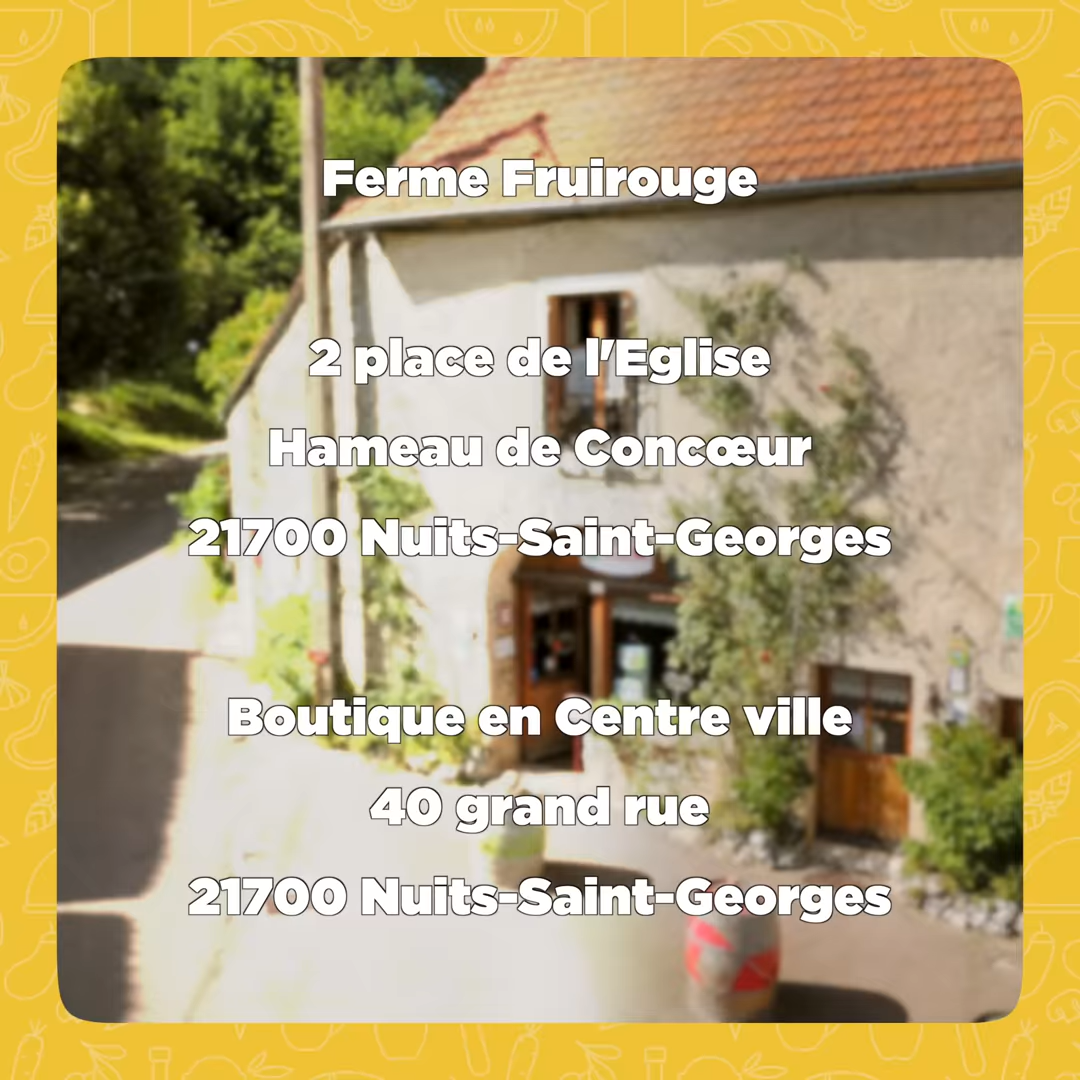 Ferme Fruirouge
2 place de l'Eglise
Hameau de Concœur
21700 Nuits-Saint-Georges
Boutique en Centre ville
40 grand rue
21700 Nuits-Saint-Georges